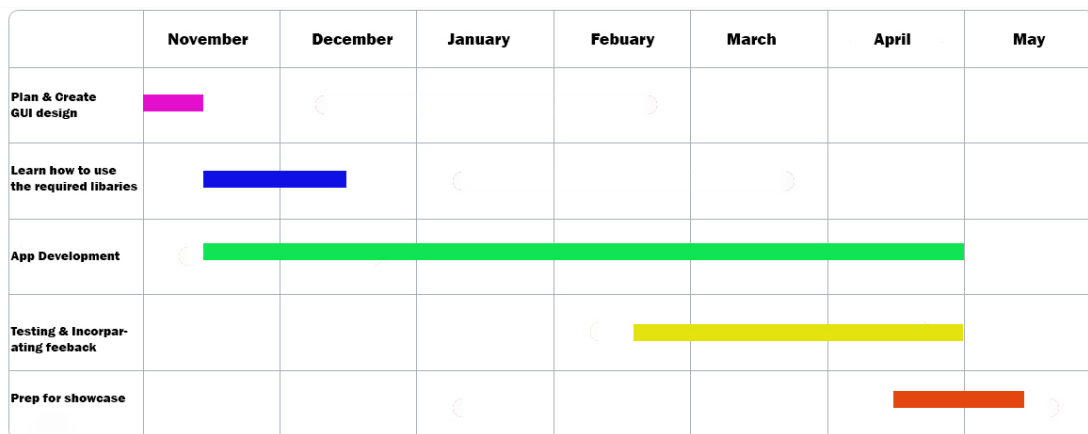 November December January Febuary March April May
Plan & Create
GUI design
Learn how to use
the required libaries
App Development
Testing & Incorpar-
ating feeback
Prep for showcase